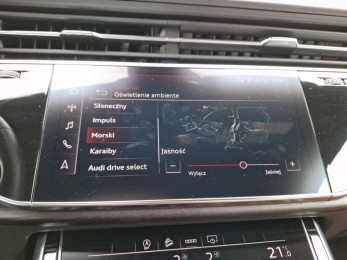 Oświetlenie ambiente
Słoneczny
Impuls
Morski
Karaiby
Audi drive select
Jasność
Wyłącz
Jaśniej